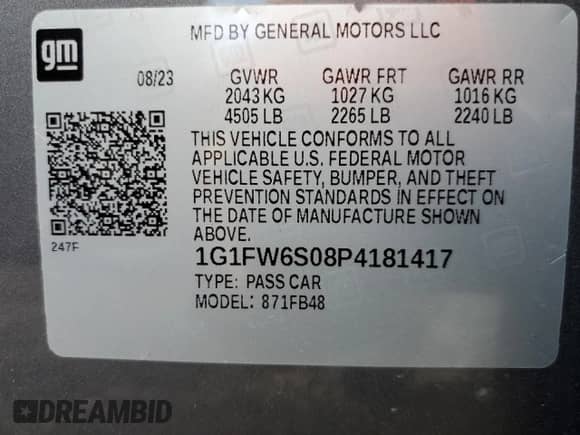 gm
MFD BY GENERAL MOTORS LLC
08/23 GVWR GAWR FRT GAWR RR
2043 KG 1027 KG 1016 KG
4505 LB 2265 LB 2240 LB
THIS VEHICLE CONFORMS TO ALL
APPLICABLE U.S. FEDERAL MOTOR
VEHICLE SAFETY, BUMPER, AND THEFT
PREVENTION STANDARDS IN EFFECT ON
THE DATE OF MANUFACTURE SHOWN
ABOVE.
247F
1G1FW6S08P4181417
TYPE: PASS CAR
MODEL: 871FB48
DREAMBID